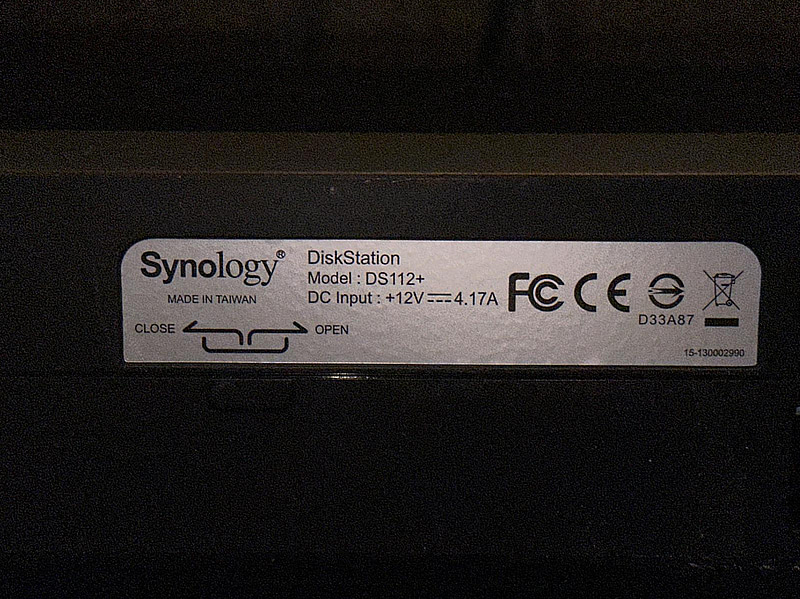 Synology®
MADE IN TAIWAN
CLOSE
OPEN
DiskStation
Model : DS112+
DC Input : +12V⎓4.17A
FC CE
D33A87
15-130002990